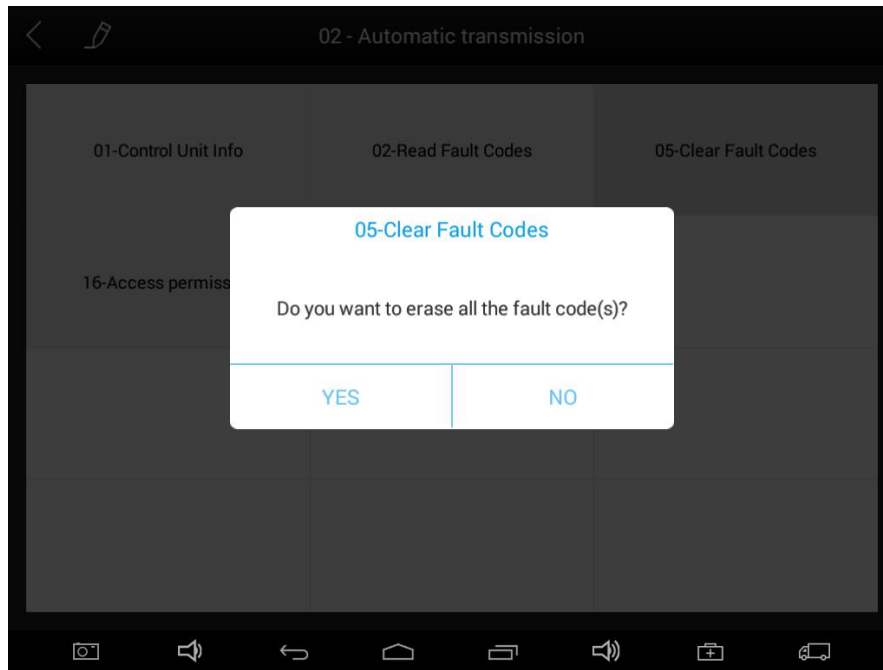 02 - Automatic transmission
01-Control Unit Info
02-Read Fault Codes
05-Clear Fault Codes
16-Access permiss
05-Clear Fault Codes
Do you want to erase all the fault code(s)?
YES
NO